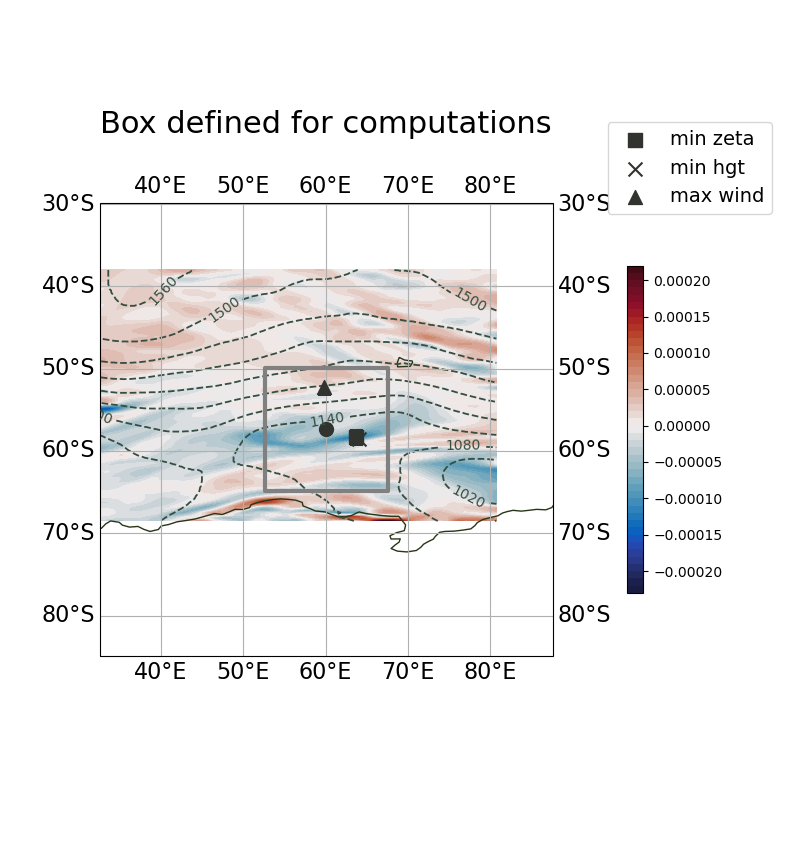 Box defined for computations
min zeta
min hgt
max wind
40°E 50°E 60°E 70°E 80°E
30°S 30°S
40°S 40°S
50°S 50°S
60°S 60°S
70°S 70°S
80°S 80°S
40°E 50°E 60°E 70°E 80°E
1560
1500
1500
1140
1080
1020
0.00020
0.00015
0.00010
0.00005
0.00000
−0.00005
−0.00010
−0.00015
−0.00020